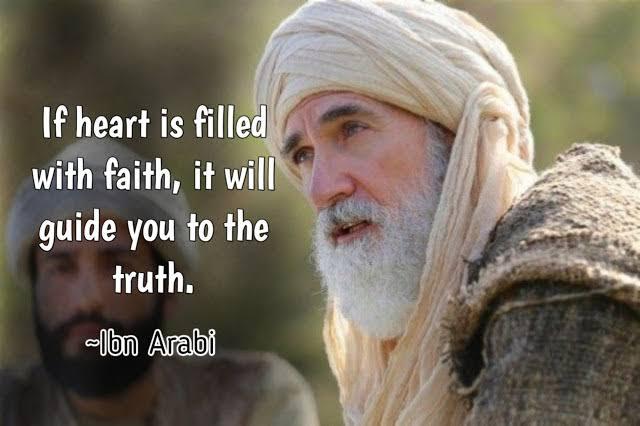 If heart is filled
with faith, it will
guide you to the
truth.
~Ibn Arabi